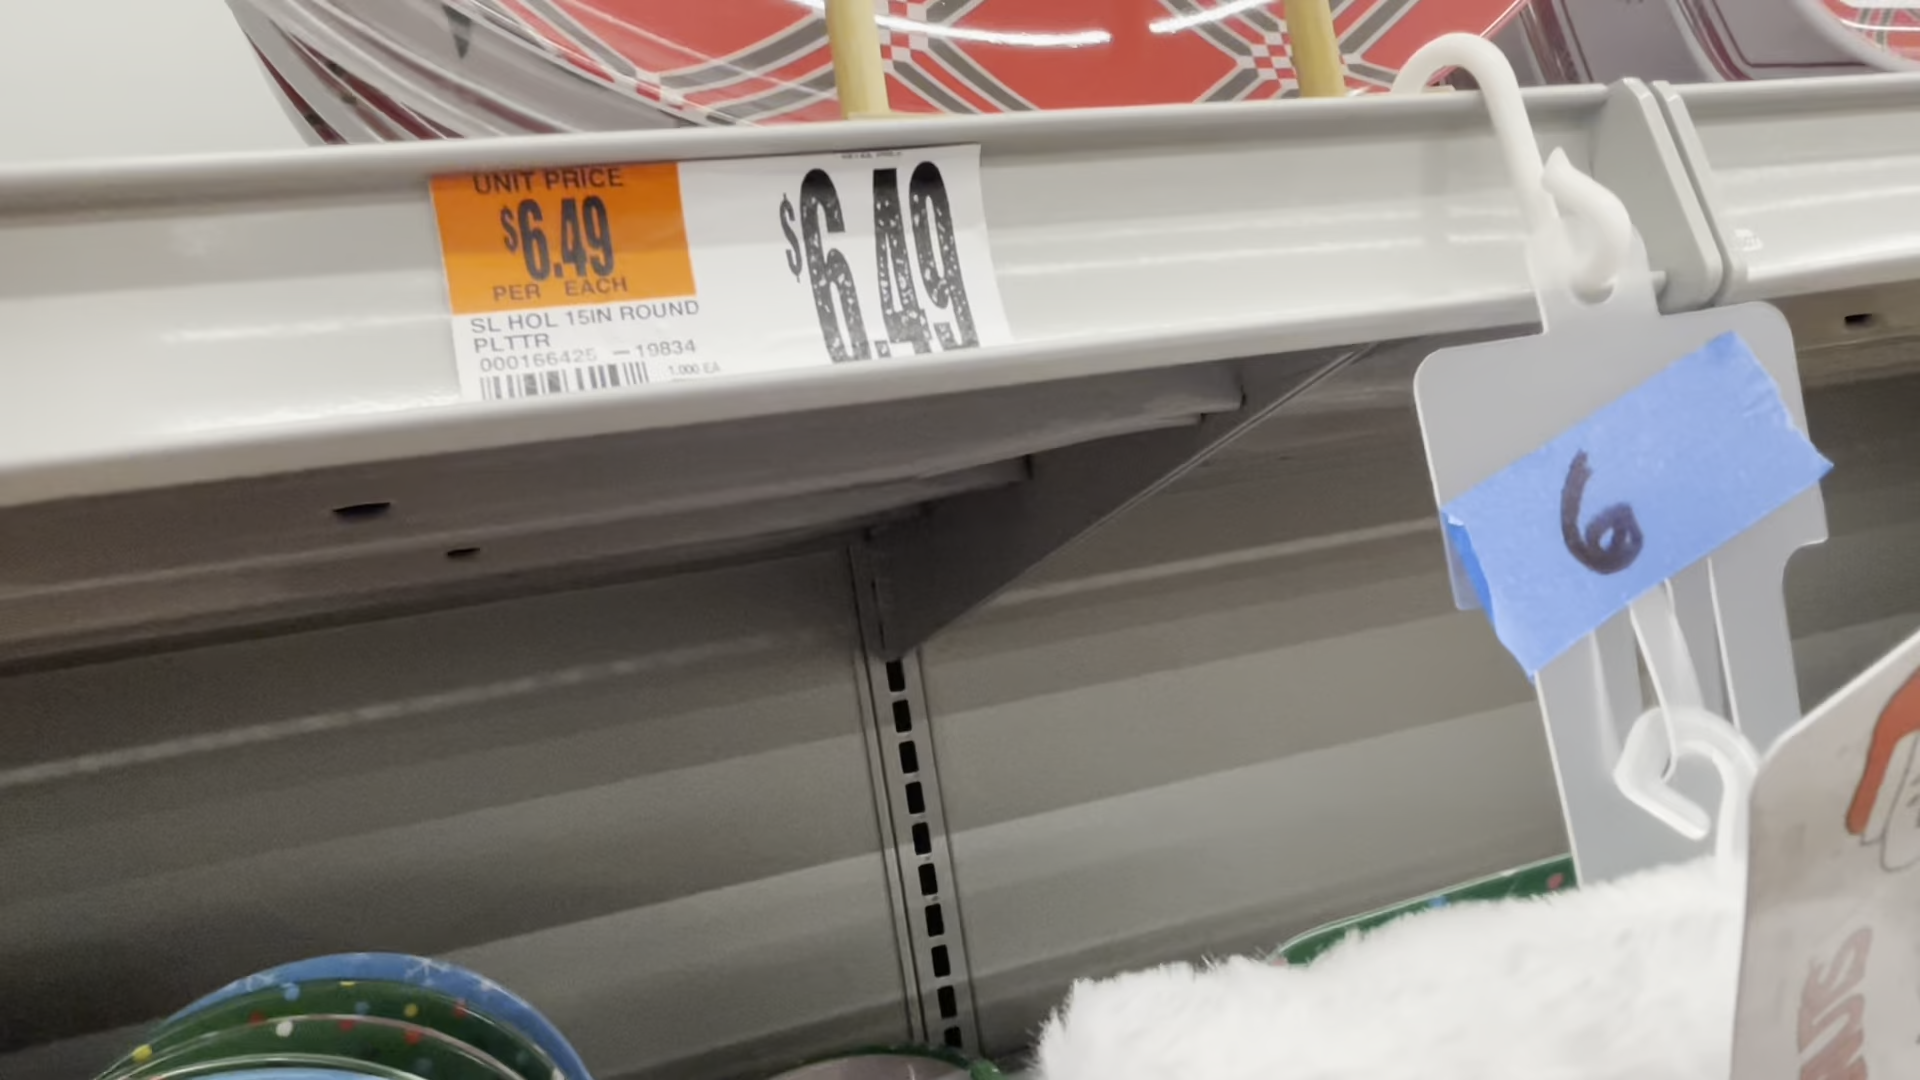 UNIT PRICE
$6.49
PER EACH
SL HOL 15IN ROUND
PLTTR
000166425 — 19834
1.000 EA
$6.49
6